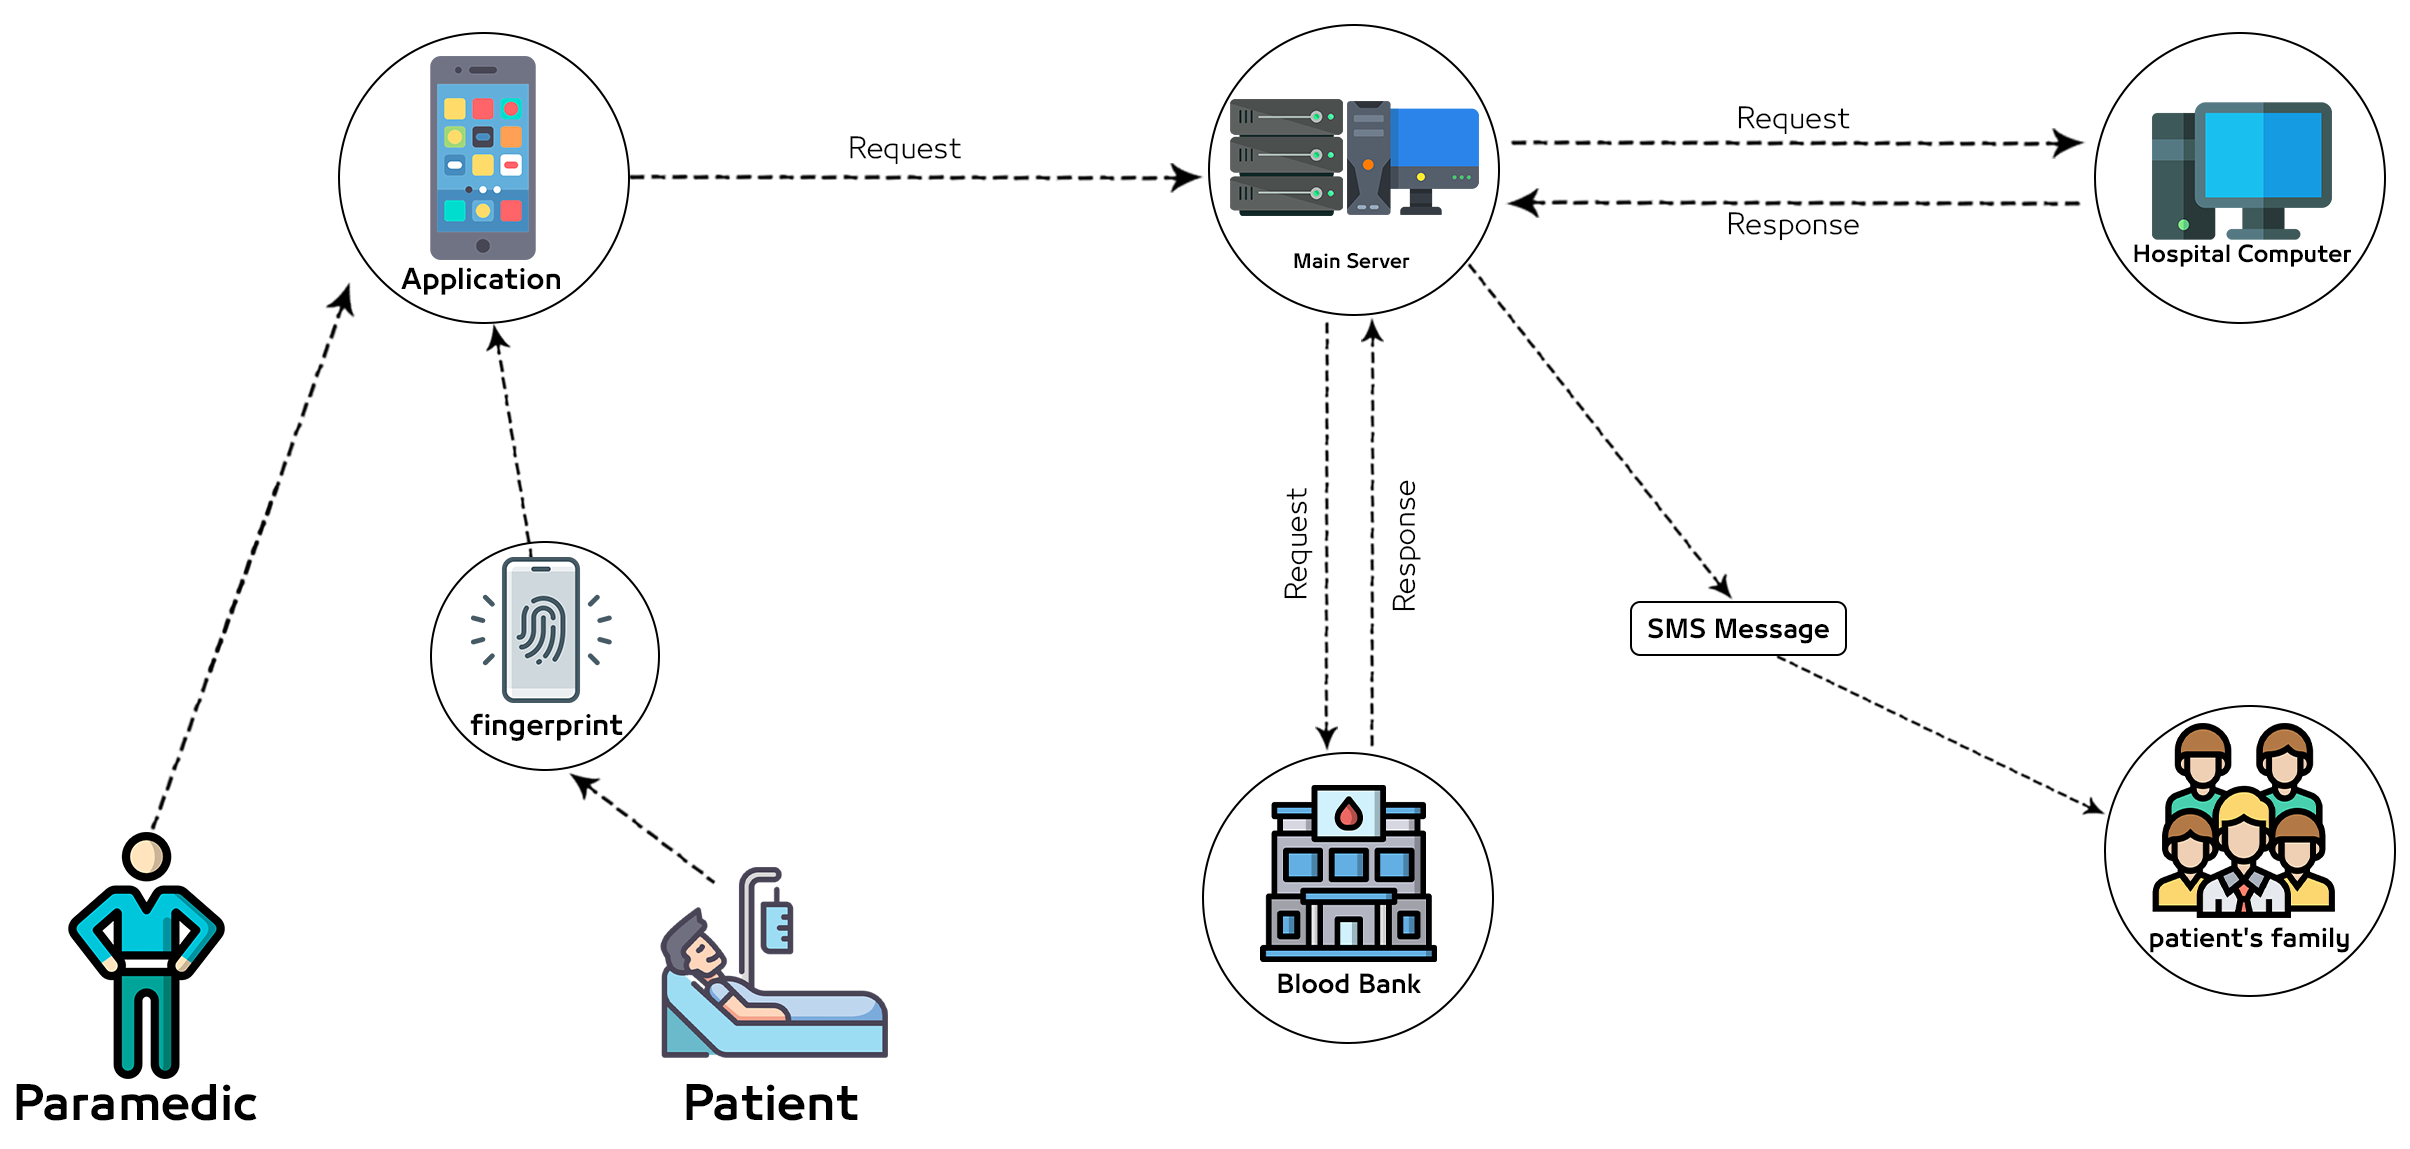 Application
Request
Main Server
Request
Response
Hospital Computer
fingerprint
Request
Response
SMS Message
Blood Bank
patient's family
Paramedic
Patient